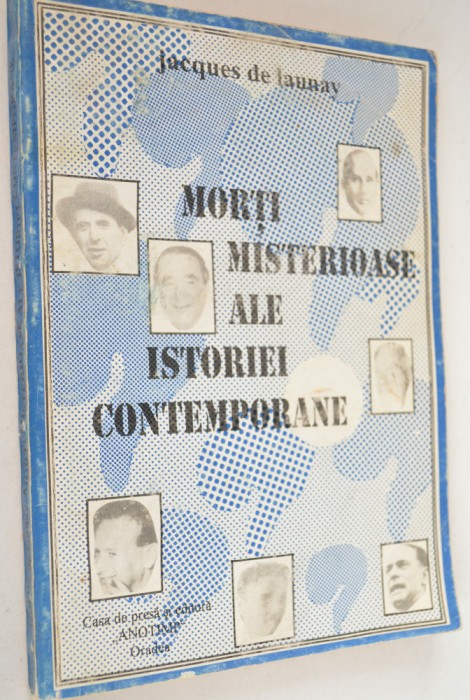 jacques de launay
MORȚI
MISTERIOASE
ALE
ISTORIEI
CONTEMPORANE
Casa de presă și editură
ANOTIMP
Oradea